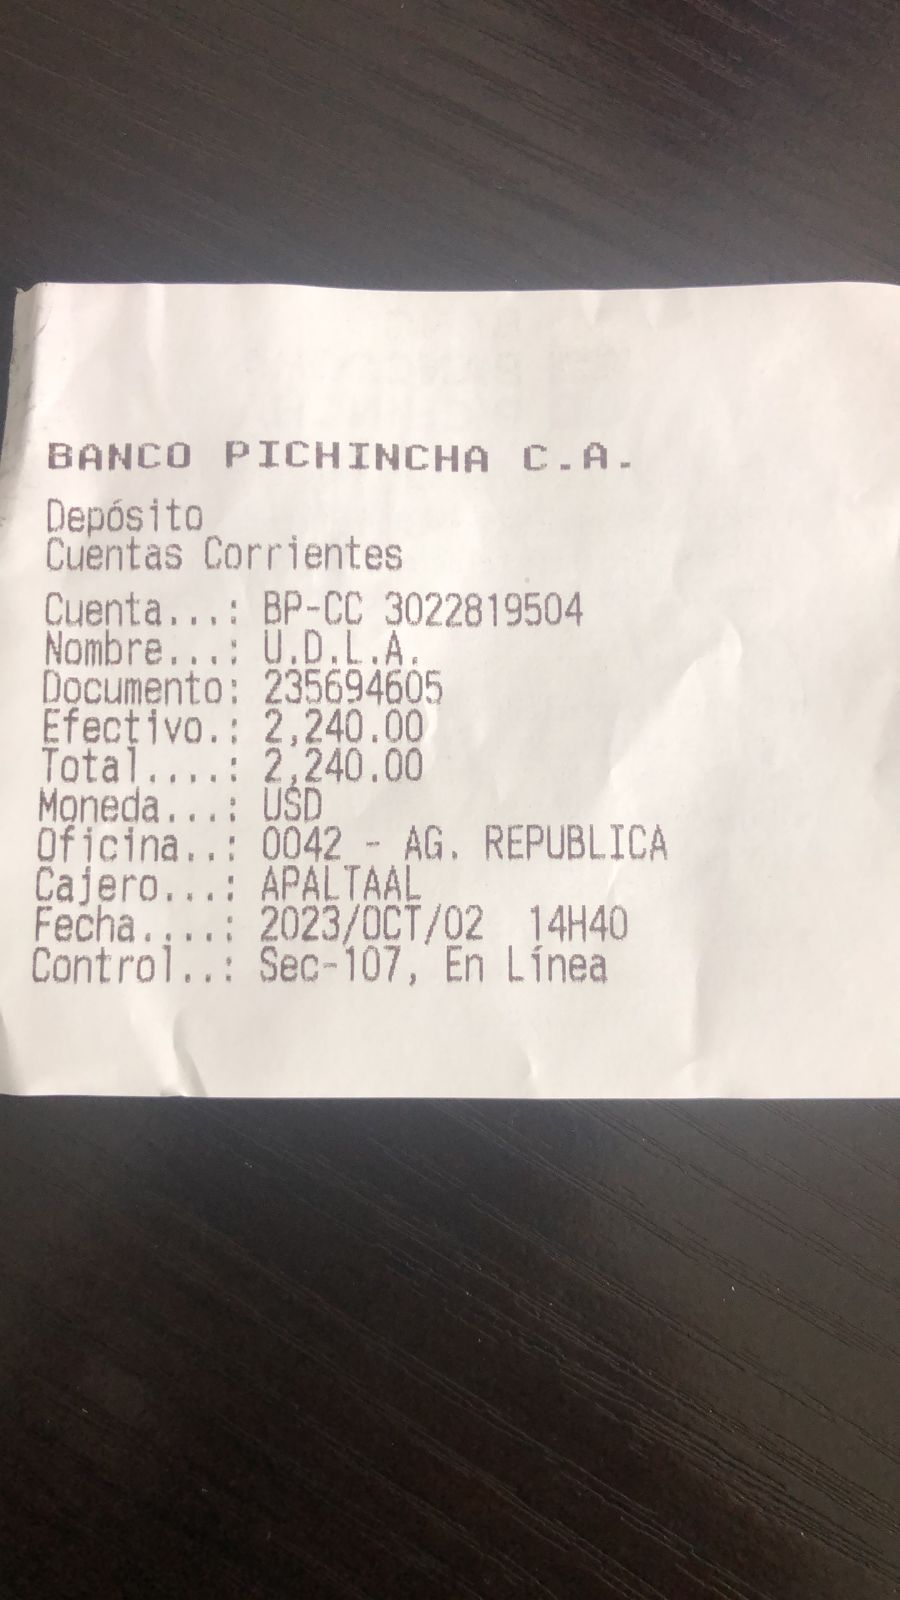 BANCO PICHINCHA C.A.
Depósito
Cuentas Corrientes
Cuenta...: BP-CC 3022819504
Nombre...: U.D.L.A.
Documento: 235694605
Efectivo.: 2,240.00
Total....: 2,240.00
Moneda...: USD
Oficina..: 0042 - AG. REPUBLICA
Cajero...: APALTAAL
Fecha....: 2023/OCT/02  14H40
Control..: Sec-107, En Línea